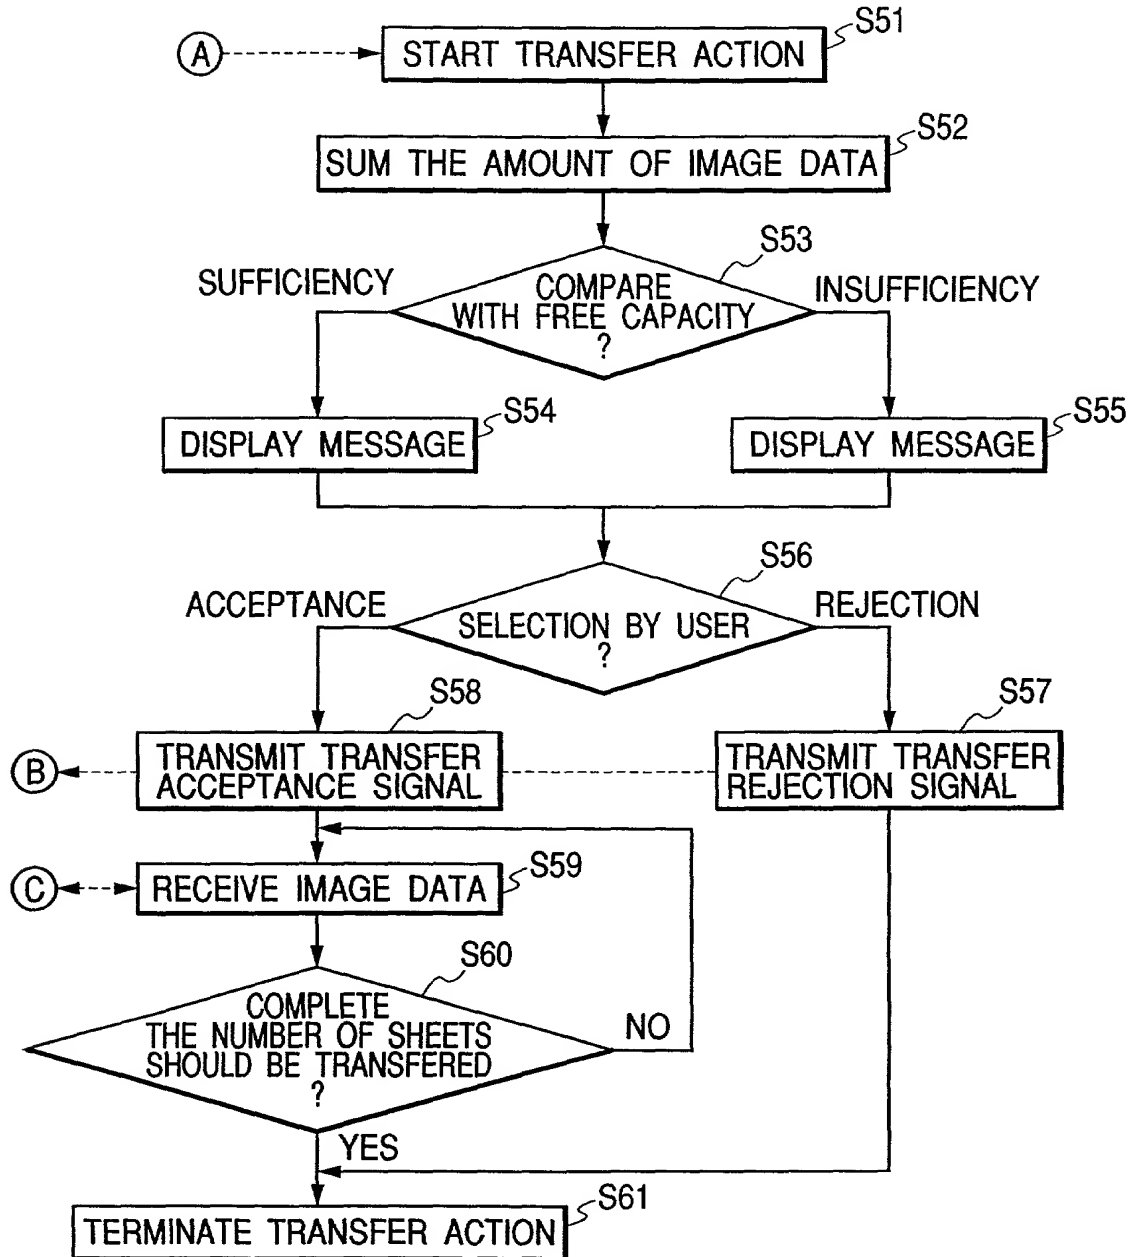 S51
A
START TRANSFER ACTION
S52
SUM THE AMOUNT OF IMAGE DATA
S53
SUFFICIENCY
INSUFFICIENCY
COMPARE
WITH FREE CAPACITY
?
S54
S55
DISPLAY MESSAGE
DISPLAY MESSAGE
S56
ACCEPTANCE
REJECTION
SELECTION BY USER
?
S58
S57
B
TRANSMIT TRANSFER
ACCEPTANCE SIGNAL
TRANSMIT TRANSFER
REJECTION SIGNAL
S59
C
RECEIVE IMAGE DATA
S60
COMPLETE
THE NUMBER OF SHEETS
SHOULD BE TRANSFERED
?
NO
YES
S61
TERMINATE TRANSFER ACTION